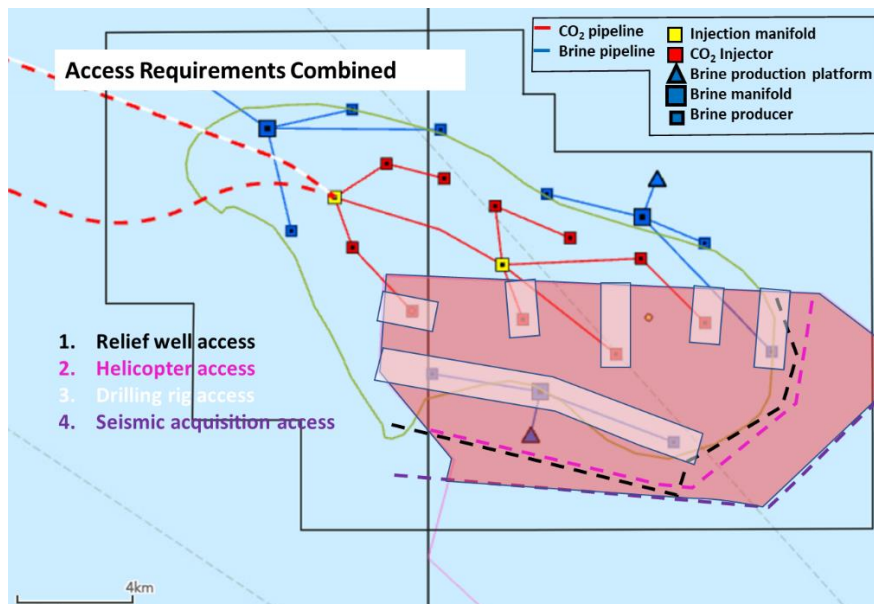 Access Requirements Combined
CO₂ pipeline
Brine pipeline
Injection manifold
CO₂ Injector
Brine production platform
Brine manifold
Brine producer
1. Relief well access
2. Helicopter access
3. Drilling rig access
4. Seismic acquisition access
4km